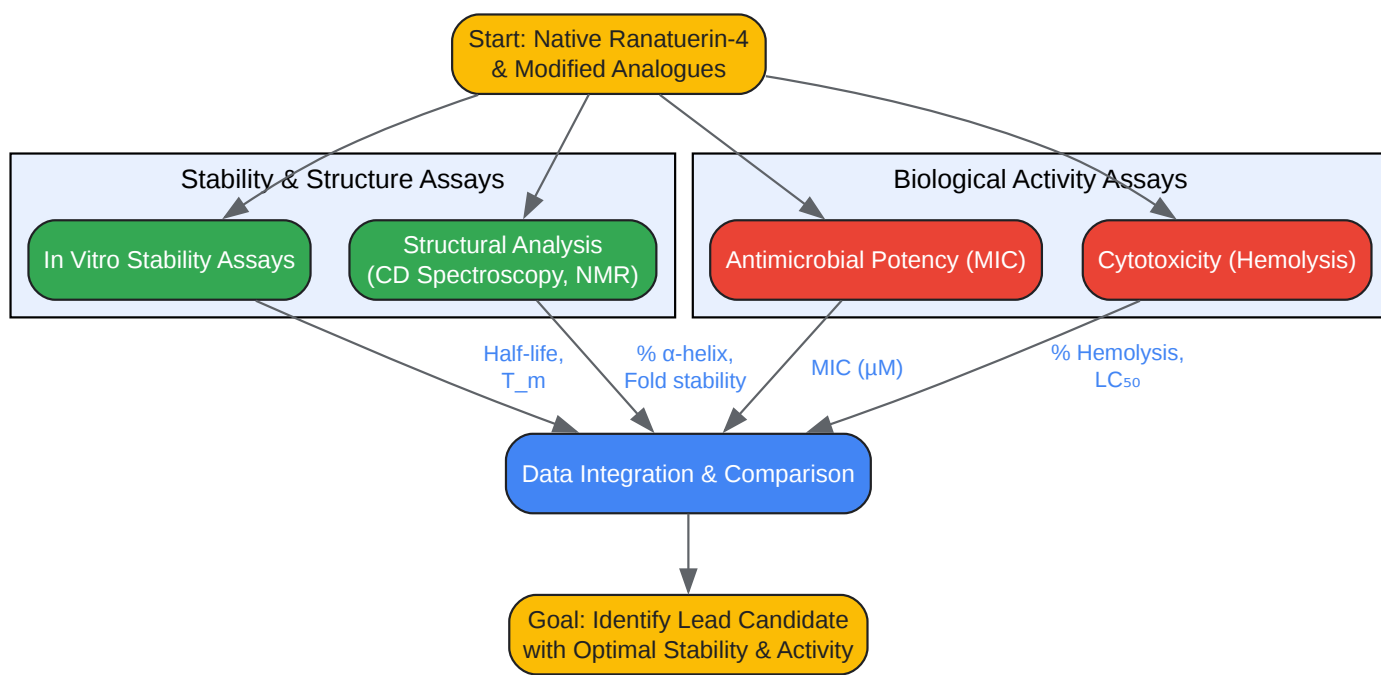 Start: Native Ranatuerin-4
& Modified Analogues
Stability & Structure Assays
Biological Activity Assays
In Vitro Stability Assays
Structural Analysis
(CD Spectroscopy, NMR)
Antimicrobial Potency (MIC)
Cytotoxicity (Hemolysis)
Half-life,
T_m
% α-helix,
Fold stability
MIC (µM)
% Hemolysis,
LC₅₀
Data Integration & Comparison
Goal: Identify Lead Candidate
with Optimal Stability & Activity